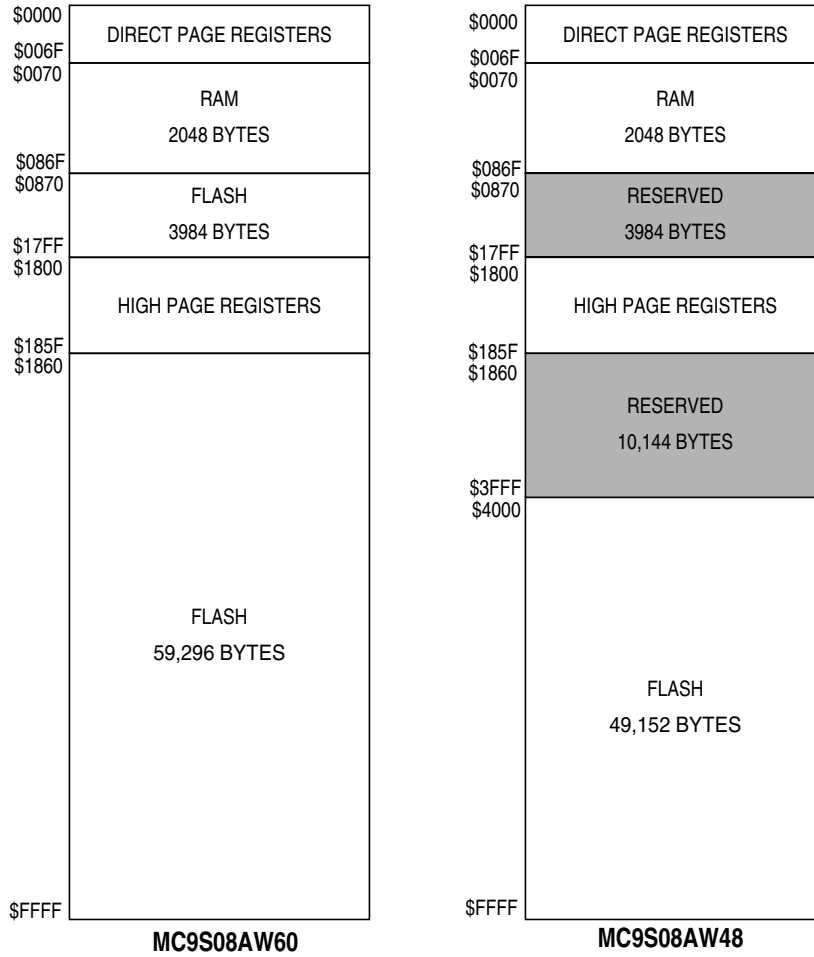 $0000
DIRECT PAGE REGISTERS
$006F
$0070
RAM
2048 BYTES
$086F
$0870
FLASH
3984 BYTES
$17FF
$1800
HIGH PAGE REGISTERS
$185F
$1860
FLASH
59,296 BYTES
$FFFF
MC9S08AW60
$0000
DIRECT PAGE REGISTERS
$006F
$0070
RAM
2048 BYTES
$086F
$0870
RESERVED
3984 BYTES
$17FF
$1800
HIGH PAGE REGISTERS
$185F
$1860
RESERVED
10,144 BYTES
$3FFF
$4000
FLASH
49,152 BYTES
$FFFF
MC9S08AW48